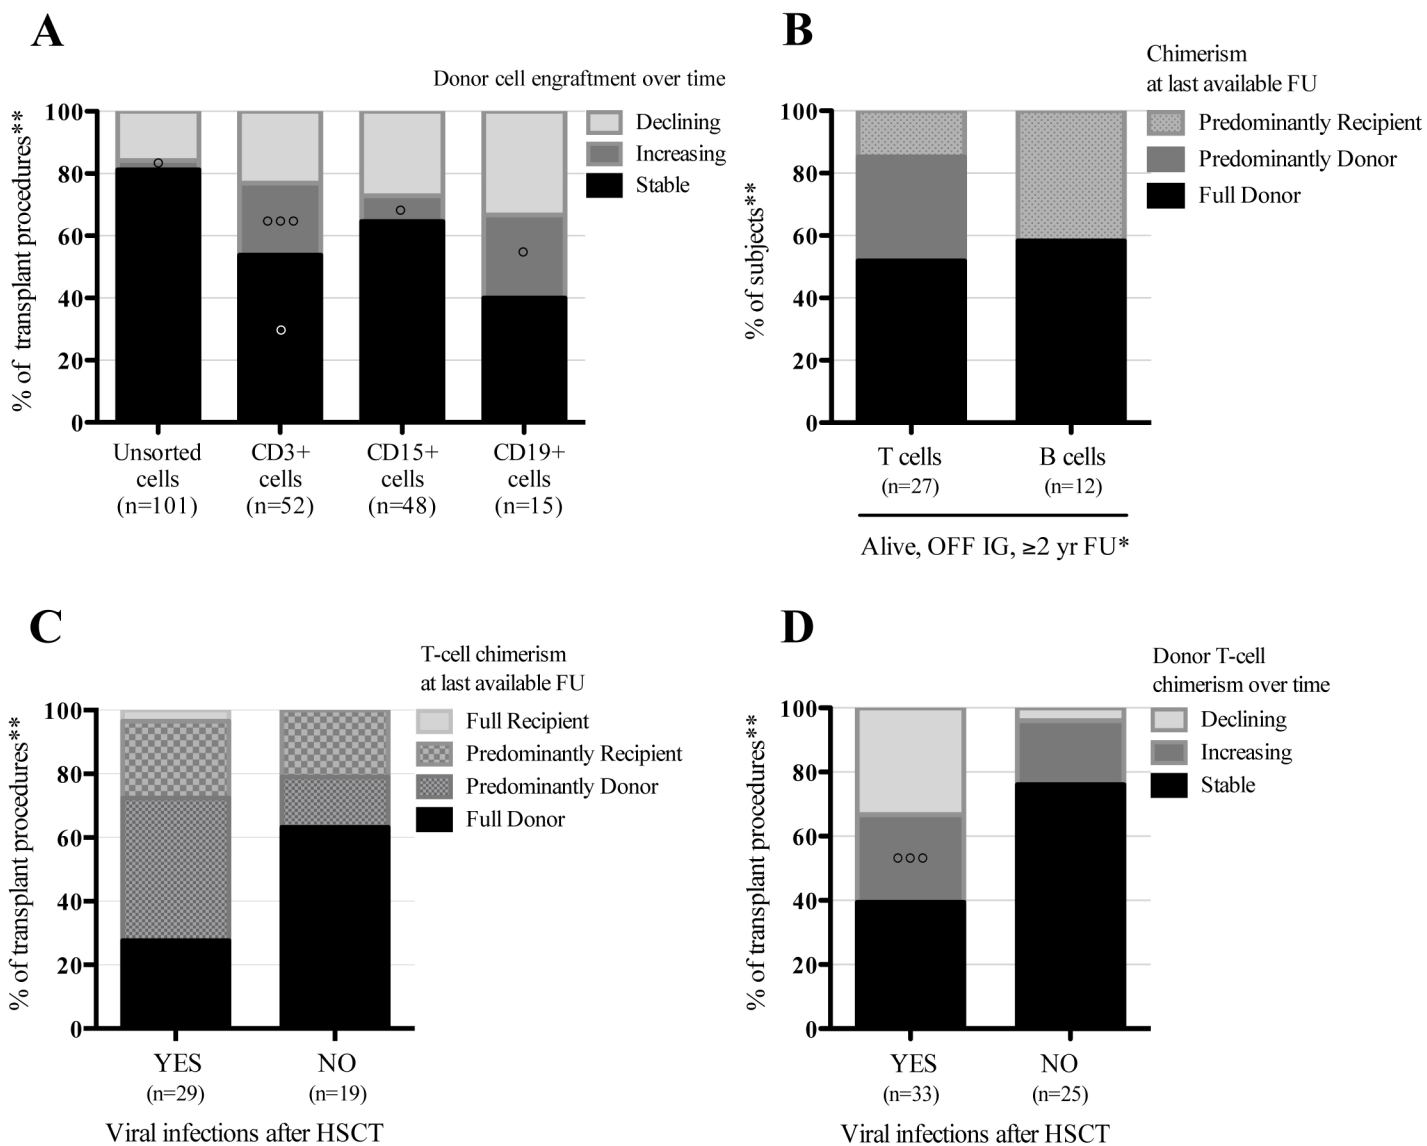 A
Donor cell engraftment over time
Declining
Increasing
Stable
% of transplant procedures**
100
80
60
40
20
0
Unsorted
cells
(n=101)
CD3+
cells
(n=52)
CD15+
cells
(n=48)
CD19+
cells
(n=15)
B
Chimerism
at last available FU
Predominantly Recipient
Predominantly Donor
Full Donor
% of subjects**
100
80
60
40
20
0
T cells
(n=27)
B cells
(n=12)
Alive, OFF IG, ≥2 yr FU*
C
T-cell chimerism
at last available FU
Full Recipient
Predominantly Recipient
Predominantly Donor
Full Donor
% of transplant procedures**
100
80
60
40
20
0
YES
(n=29)
NO
(n=19)
Viral infections after HSCT
D
Donor T-cell
chimerism over time
Declining
Increasing
Stable
% of transplant procedures**
100
80
60
40
20
0
YES
(n=33)
NO
(n=25)
Viral infections after HSCT